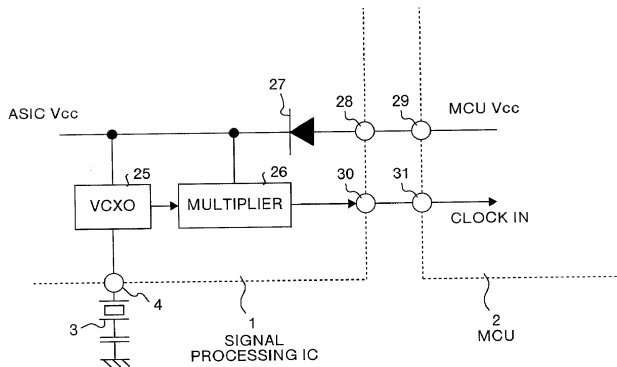 27
28
29
ASIC Vcc
MCU Vcc
25
26
30
31
VCXO
MULTIPLIER
CLOCK IN
4
3
1
SIGNAL
PROCESSING IC
2
MCU